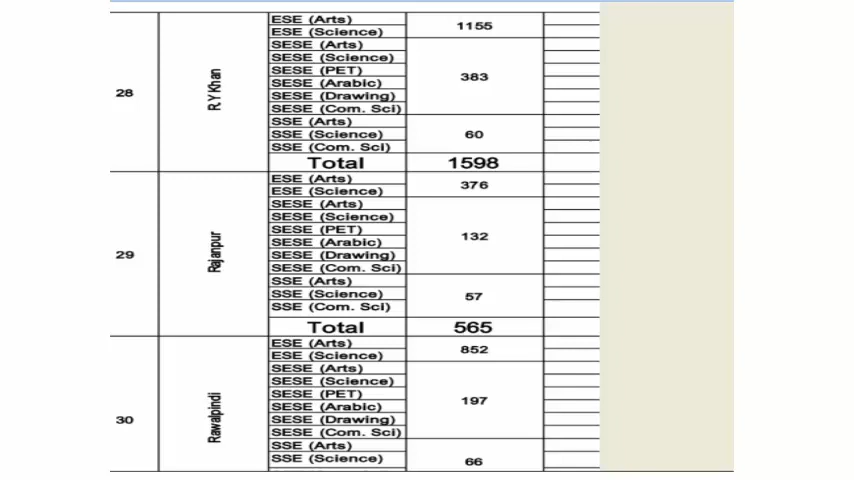 28
R.Y Khan
ESE (Arts)
ESE (Science)
1155
SESE (Arts)
SESE (Science)
SESE (PET)
SESE (Arabic)
SESE (Drawing)
SESE (Com. Sci)
383
SSE (Arts)
SSE (Science)
SSE (Com. Sci)
60
Total 1598
29
Rajanpur
ESE (Arts)
ESE (Science)
376
SESE (Arts)
SESE (Science)
SESE (PET)
SESE (Arabic)
SESE (Drawing)
SESE (Com. Sci)
132
SSE (Arts)
SSE (Science)
SSE (Com. Sci)
57
Total 565
30
Rawalpindi
ESE (Arts)
ESE (Science)
852
SESE (Arts)
SESE (Science)
SESE (PET)
SESE (Arabic)
SESE (Drawing)
SESE (Com. Sci)
197
SSE (Arts)
SSE (Science)
66